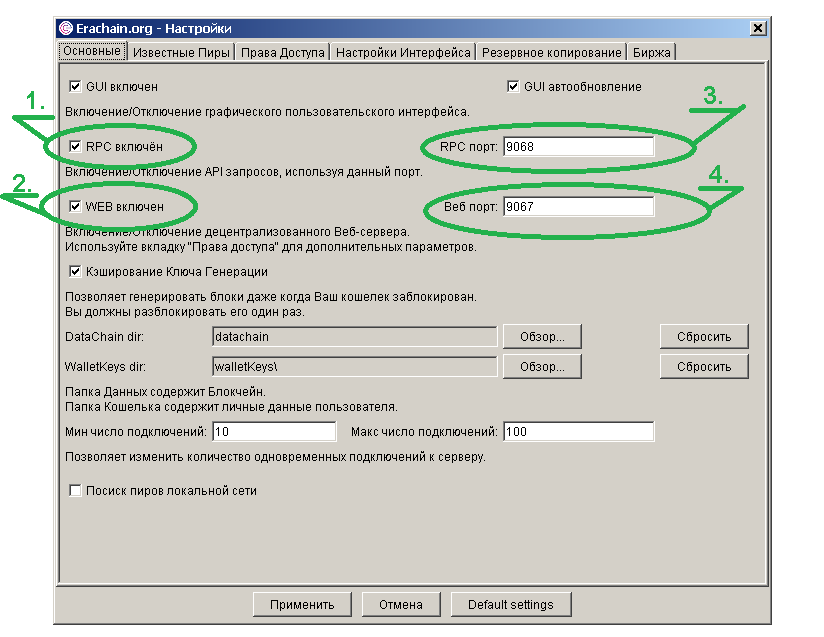 Erachain.org - Настройки
Основные Известные Пиры Права Доступа Настройки Интерфейса Резервное копирование Биржа
GUI включен GUI автообновление
1. 3.
Включение/Отключение графического пользовательского интерфейса.
RPC включён RPC порт: 9068
Включение/Отключение API запросов, используя данный порт.
2. 4.
WEB включен Веб порт: 9067
Включение/Отключение децентрализованного Веб-сервера.
Используйте вкладку "Права доступа" для дополнительных параметров.
Кэширование Ключа Генерации
Позволяет генерировать блоки даже когда Ваш кошелек заблокирован.
Вы должны разблокировать его один раз.
DataChain dir: datachain Обзор... Сбросить
WalletKeys dir: walletKeys\ Обзор... Сбросить
Папка Данных содержит Блокчейн.
Папка Кошелька содержит личные данные пользователя.
Мин число подключений: 10 Макс число подключений: 100
Позволяет изменить количество одновременных подключений к серверу.
Посиск пиров локальной сети
Применить Отмена Default settings